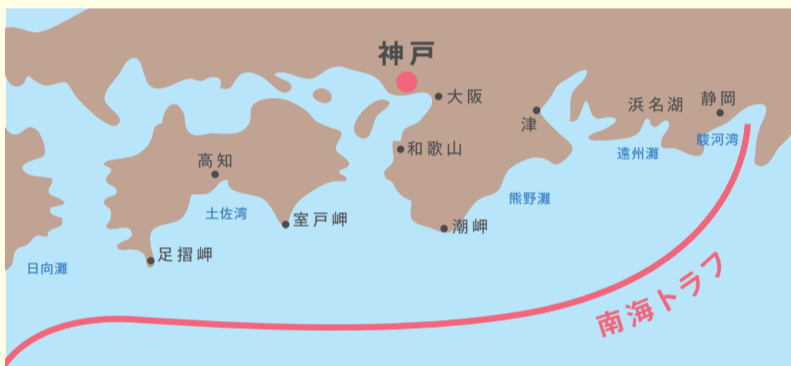 神戸
大阪
浜名湖
静岡
津
駿河湾
和歌山
遠州灘
高知
熊野灘
土佐湾
室戸岬
潮岬
足摺岬
日向灘
南海トラフ